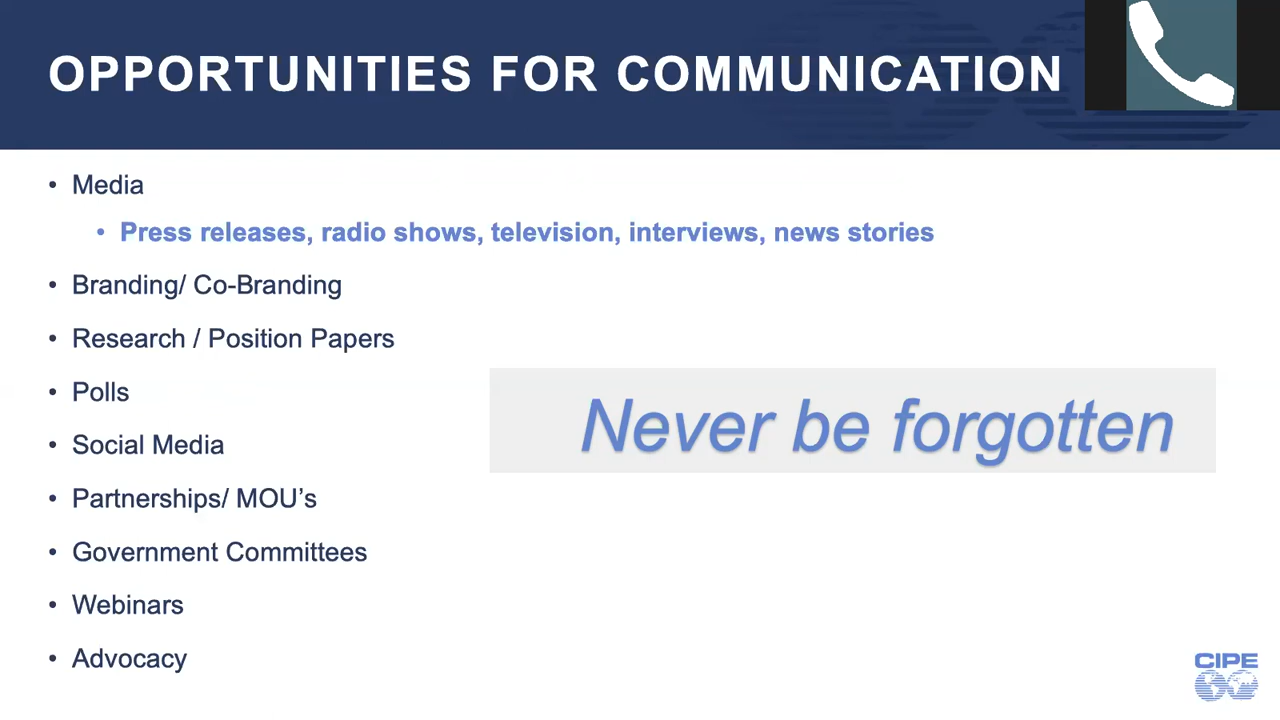 OPPORTUNITIES FOR COMMUNICATION
• Media
• Press releases, radio shows, television, interviews, news stories
• Branding/ Co-Branding
• Research / Position Papers
• Polls
• Social Media
• Partnerships/ MOU’s
• Government Committees
• Webinars
• Advocacy
Never be forgotten
CIPE